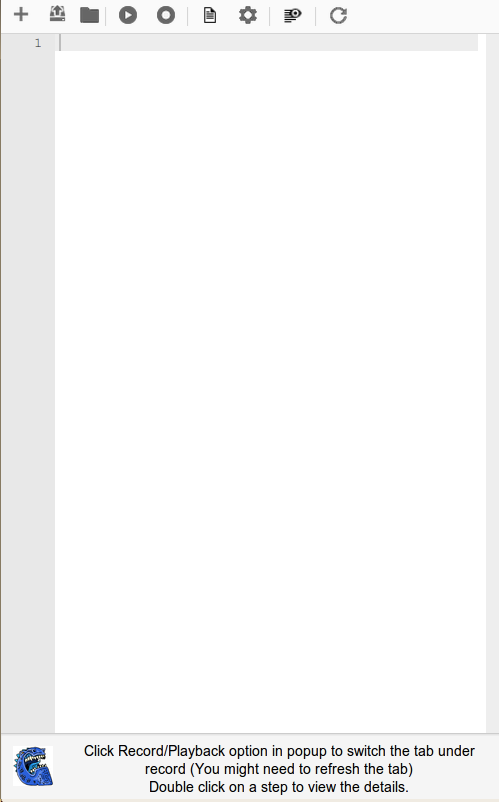 1
Click Record/Playback option in popup to switch the tab under
record (You might need to refresh the tab)
Double click on a step to view the details.